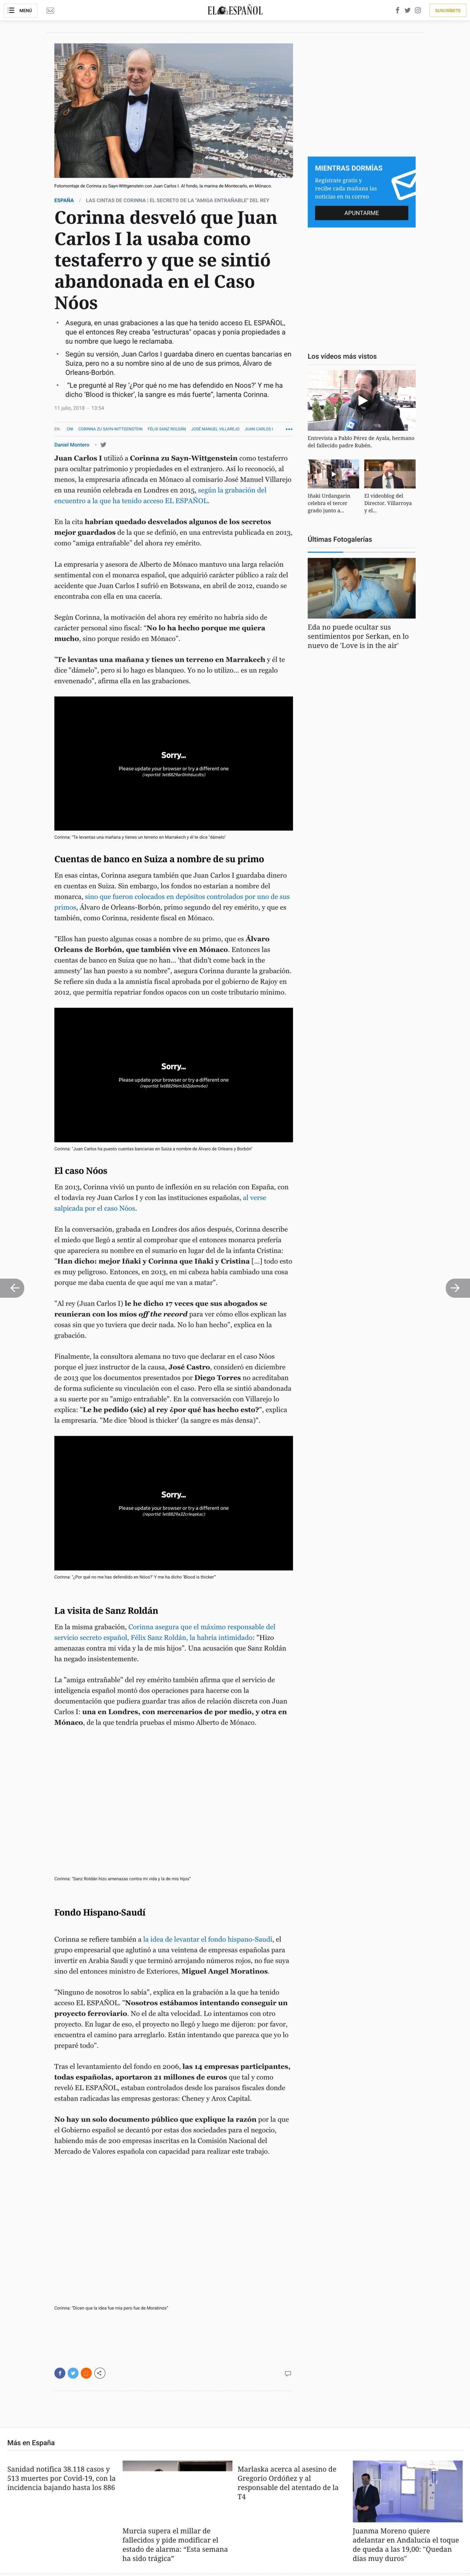 MENÚ
EL ESPAÑOL
SUSCRÍBETE
Fotomontaje de Corinna zu Sayn-Wittgenstein con Juan Carlos I. Al fondo, la marina de Montecarlo, en Mónaco.
ESPAÑA / LAS CINTAS DE CORINNA | EL SECRETO DE LA "AMIGA ENTRAÑABLE" DEL REY
Corinna desveló que Juan
Carlos I la usaba como
testaferro y que se sintió
abandonada en el Caso
Nóos
Asegura, en unas grabaciones a las que ha tenido acceso EL ESPAÑOL,
que el entonces Rey creaba "estructuras" opacas y ponía propiedades a
su nombre que luego le reclamaba.
Según su versión, Juan Carlos I guardaba dinero en cuentas bancarias en
Suiza, pero no a su nombre sino al de uno de sus primos, Álvaro de
Orleans-Borbón.
"Le pregunté al Rey '¿Por qué no me has defendido en Noos?' Y me ha
dicho 'Blood is thicker', la sangre es más fuerte", lamenta Corinna.
11 julio, 2018 - 13:54
EN: CNI CORINNA ZU SAYN-WITTGENSTEIN FÉLIX SANZ ROLDÁN JOSÉ MANUEL VILLAREJO JUAN CARLOS I
Daniel Montero
Juan Carlos I utilizó a Corinna zu Sayn-Wittgenstein como testaferro
para ocultar patrimonio y propiedades en el extranjero. Así lo reconoció, al
menos, la empresaria afincada en Mónaco al comisario José Manuel Villarejo
en una reunión celebrada en Londres en 2015, según la grabación del
encuentro a la que ha tenido acceso EL ESPAÑOL.
En la cita habrían quedado desvelados algunos de los secretos
mejor guardados de la que se definió, en una entrevista publicada en 2013,
como "amiga entrañable" del ahora rey emérito.
La empresaria y asesora de Alberto de Mónaco mantuvo una larga relación
sentimental con el monarca español, que adquirió carácter público a raíz del
accidente que Juan Carlos I sufrió en Botswana, en abril de 2012, cuando se
encontraba con ella en una cacería.
Según Corinna, la motivación del ahora rey emérito no habría sido de
carácter personal sino fiscal: "No lo ha hecho porque me quiera
mucho, sino porque resido en Mónaco".
"Te levantas una mañana y tienes un terreno en Marrakech y él te
dice "dámelo", pero si lo hago es blanqueo. Yo no lo utilizo... es un regalo
envenenado", afirma ella en las grabaciones.
Sorry...
Please update your browser or try a different one
Corinna: "Te levantas una mañana y tienes un terreno en Marrakech y él te dice 'dámelo'"
Cuentas de banco en Suiza a nombre de su primo
En esas cintas, Corinna asegura también que Juan Carlos I guardaba dinero
en cuentas en Suiza. Sin embargo, los fondos no estarían a nombre del
monarca, sino que fueron colocados en depósitos controlados por uno de sus
primos, Álvaro de Orleans-Borbón, primo segundo del rey emérito, y que es
también, como Corinna, residente fiscal en Mónaco.
"Ellos han puesto algunas cosas a nombre de su primo, que es Álvaro
Orleans de Borbón, que también vive en Mónaco. Entonces las
cuentas de banco en Suiza que no han... 'that didn't come back in the
amnesty' las han puesto a su nombre", asegura Corinna durante la grabación.
Se refiere sin duda a la amnistía fiscal aprobada por el gobierno de Rajoy en
2012, que permitía repatriar fondos opacos con un coste tributario mínimo.
Sorry...
Please update your browser or try a different one
Corinna: "Juan Carlos ha puesto cuentas bancarias en Suiza a nombre de Álvaro de Orleans y Borbón"
El caso Nóos
En 2013, Corinna vivió un punto de inflexión en su relación con España, con
el todavía rey Juan Carlos I y con las instituciones españolas, al verse
salpicada por el caso Nóos.
En la conversación, grabada en Londres dos años después, Corinna describe
el miedo que llegó a sentir al comprobar que el entonces monarca prefería
que apareciera su nombre en el sumario en lugar del de la infanta Cristina:
"Han dicho: mejor Iñaki y Corinna que Iñaki y Cristina [...] todo esto
es muy peligroso. Entonces, en 2013, en mi cabeza había cambiado una cosa
porque me daba cuenta de que aquí me van a matar".
"Al rey (Juan Carlos I) le he dicho 17 veces que sus abogados se
reunieran con los míos off the record para ver cómo ellos explican las
cosas sin que yo tuviera que decir nada. No lo han hecho", explica en la
grabación.
Finalmente, la consultora alemana no tuvo que declarar en el caso Nóos
porque el juez instructor de la causa, José Castro, consideró en diciembre
de 2013 que los documentos presentados por Diego Torres no acreditaban
de forma suficiente su vinculación con el caso. Pero ella se sintió abandonada
a su suerte por su "amigo entrañable". En la conversación con Villarejo lo
explica: "Le he pedido (sic) al rey ¿por qué has hecho esto?", explica
la empresaria. "Me dice 'blood is thicker' (la sangre es más densa)".
Sorry...
Please update your browser or try a different one
Corinna: "¿Por qué no me has defendido en Nóos?' Y me ha dicho 'Blood is thicker'"
La visita de Sanz Roldán
En la misma grabación, Corinna asegura que el máximo responsable del
servicio secreto español, Félix Sanz Roldán, la habría intimidado: "Hizo
amenazas contra mi vida y la de mis hijos". Una acusación que Sanz Roldán
ha negado insistentemente.
La "amiga entrañable" del rey emérito también afirma que el servicio de
inteligencia español montó dos operaciones para hacerse con la
documentación que pudiera guardar tras años de relación discreta con Juan
Carlos I: una en Londres, con mercenarios de por medio, y otra en
Mónaco, de la que tendría pruebas el mismo Alberto de Mónaco.
Corinna: "Sanz Roldán hizo amenazas contra mi vida y la de mis hijos"
Fondo Hispano-Saudí
Corinna se refiere también a la idea de levantar el fondo hispano-Saudí, el
grupo empresarial que aglutinó a una veintena de empresas españolas para
invertir en Arabia Saudí y que terminó arrojando números rojos, no fue suya
sino del entonces ministro de Exteriores, Miguel Angel Moratinos.
"Ninguno de nosotros lo sabía", explica en la grabación a la que ha tenido
acceso EL ESPAÑOL. "Nosotros estábamos intentando conseguir un
proyecto ferroviario. No el de alta velocidad. Lo intentamos con otro
proyecto. En lugar de eso, el proyecto no llegó y luego me dijeron: por favor,
encuentra el camino para arreglarlo. Están intentando que parezca que yo lo
preparé todo".
Tras el levantamiento del fondo en 2006, las 14 empresas participantes,
todas españolas, aportaron 21 millones de euros que tal y como
reveló EL ESPAÑOL, estaban controlados desde los paraísos fiscales donde
estaban radicadas las empresas gestoras: Cheney y Arox Capital.
No hay un solo documento público que explique la razón por la que
el Gobierno español se decantó por estas dos sociedades para el negocio,
habiendo más de 200 empresas inscritas en la Comisión Nacional del
Mercado de Valores española con capacidad para realizar este trabajo.
Corinna: "Dicen que la idea fue mía pero fue de Moratinos"
MIENTRAS DORMÍAS
Regístrate gratis y
recibe cada mañana las
noticias en tu correo
APUNTARME
Los vídeos más vistos
Entrevista a Pablo Pérez de Ayala, hermano
del fallecido padre Rubén.
Iñaki Urdangarin
celebra el tercer
grado junto a...
El videoblog del
Director. Villarroya
y el...
Últimas Fotogalerías
Eda no puede ocultar sus
sentimientos por Serkan, en lo
nuevo de 'Love is in the air'
Más en España
Sanidad notifica 38.118 casos y
513 muertes por Covid-19, con la
incidencia bajando hasta los 886
Murcia supera el millar de
fallecidos y pide modificar el
estado de alarma: "Esta semana
ha sido trágica"
Marlaska acerca al asesino de
Gregorio Ordóñez y al
responsable del atentado de la
T4
Juanma Moreno quiere
adelantar en Andalucía el toque
de queda a las 19,00: "Quedan
días muy duros"